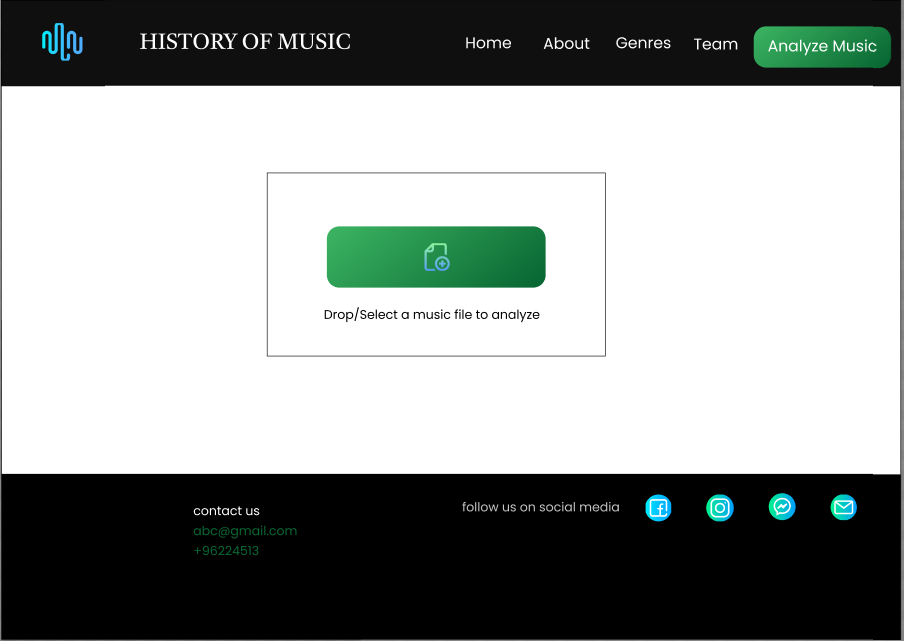 HISTORY OF MUSIC
Home
About
Genres
Team
Analyze Music
Drop/Select a music file to analyze
contact us
abc@gmail.com
+96224513
follow us on social media